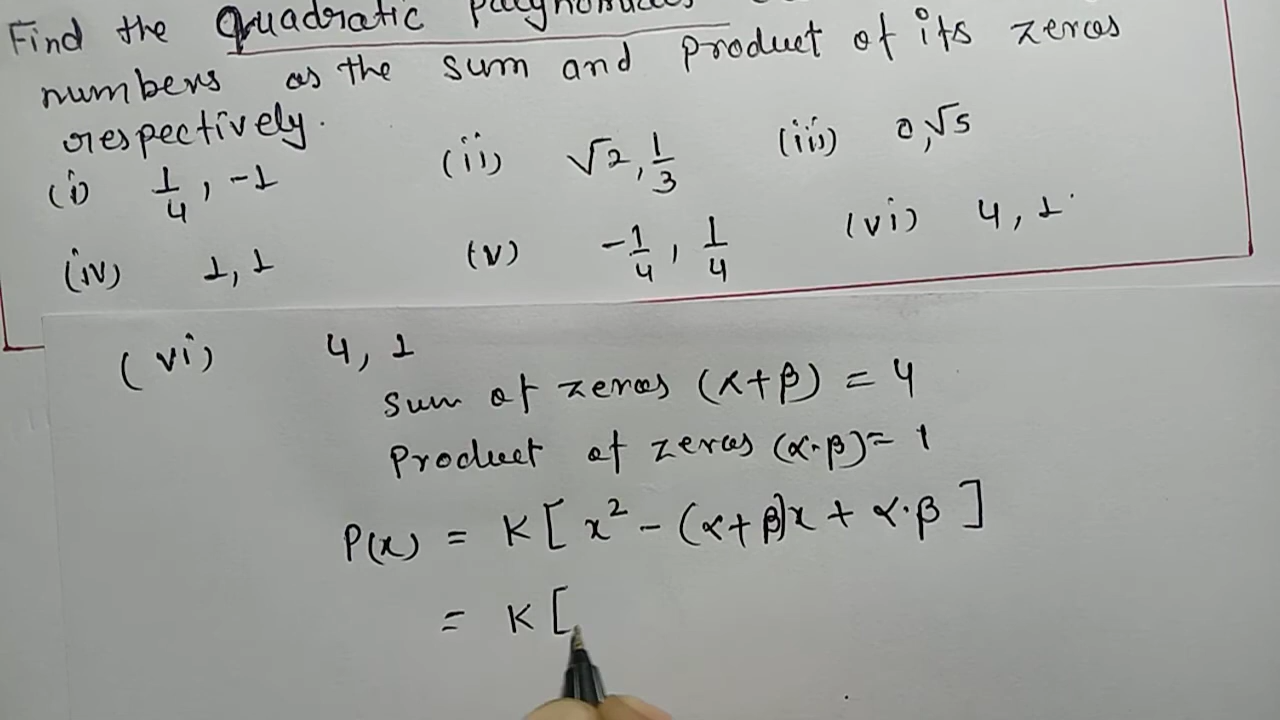 Find the quadratic polynomials
numbers as the sum and product of its zeroes
respectively.
(i) 1/4, -1 (ii) √2, 1/3 (iii) 0, √5
(iv) 1, 1 (v) -1/4, 1/4 (vi) 4, 1
(vi) 4, 1
Sum of zeroes (α+β) = 4
Product of zeroes (α·β) = 1
P(x) = K[x² - (α+β)x + α·β]
= K[